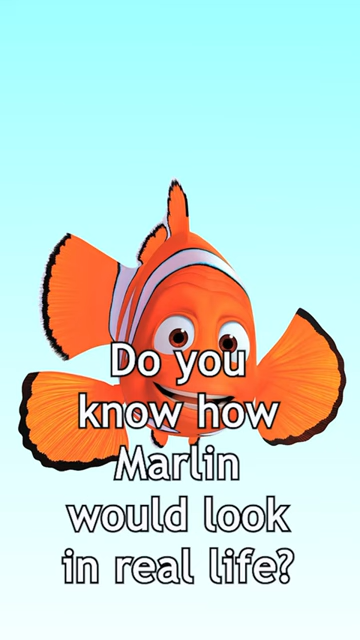 Do you
know how
Marlin
would look
in real life?